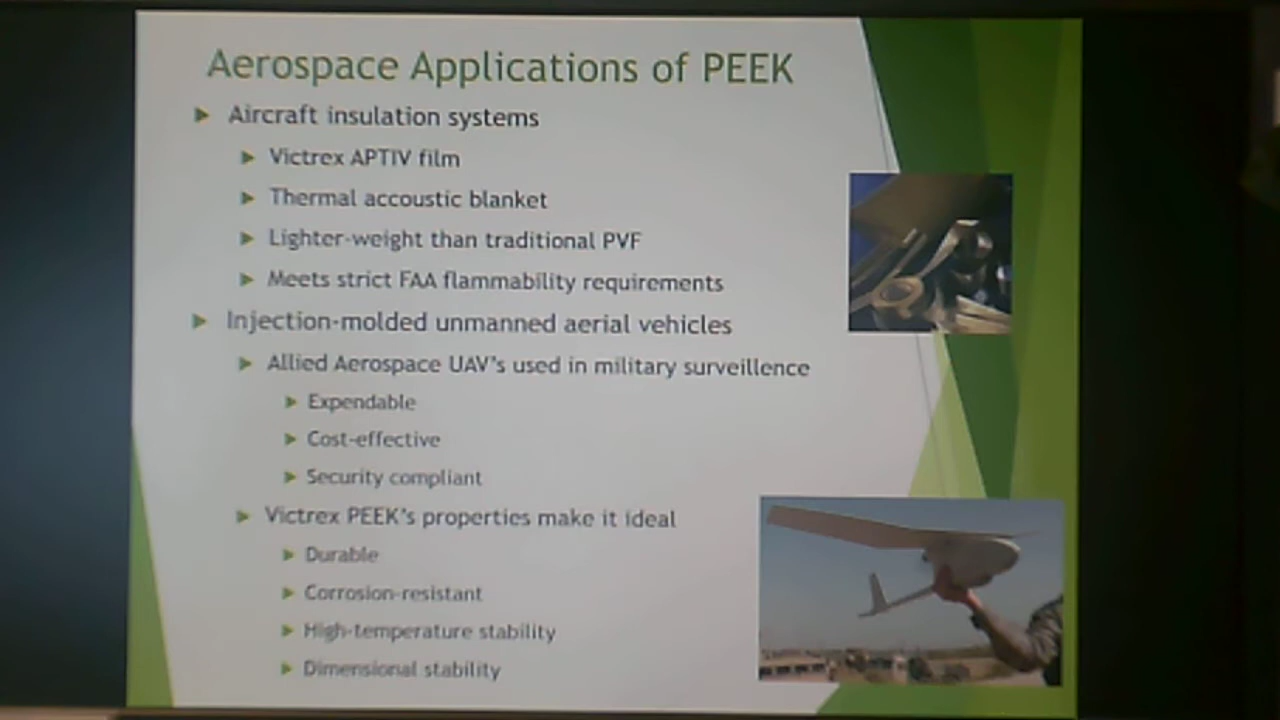 Aerospace Applications of PEEK
Aircraft insulation systems
Victrex APTIV film
Thermal accoustic blanket
Lighter-weight than traditional PVF
Meets strict FAA flammability requirements
Injection-molded unmanned aerial vehicles
Allied Aerospace UAV's used in military surveillence
Expendable
Cost-effective
Security compliant
Victrex PEEK's properties make it ideal
Durable
Corrosion-resistant
High-temperature stability
Dimensional stability